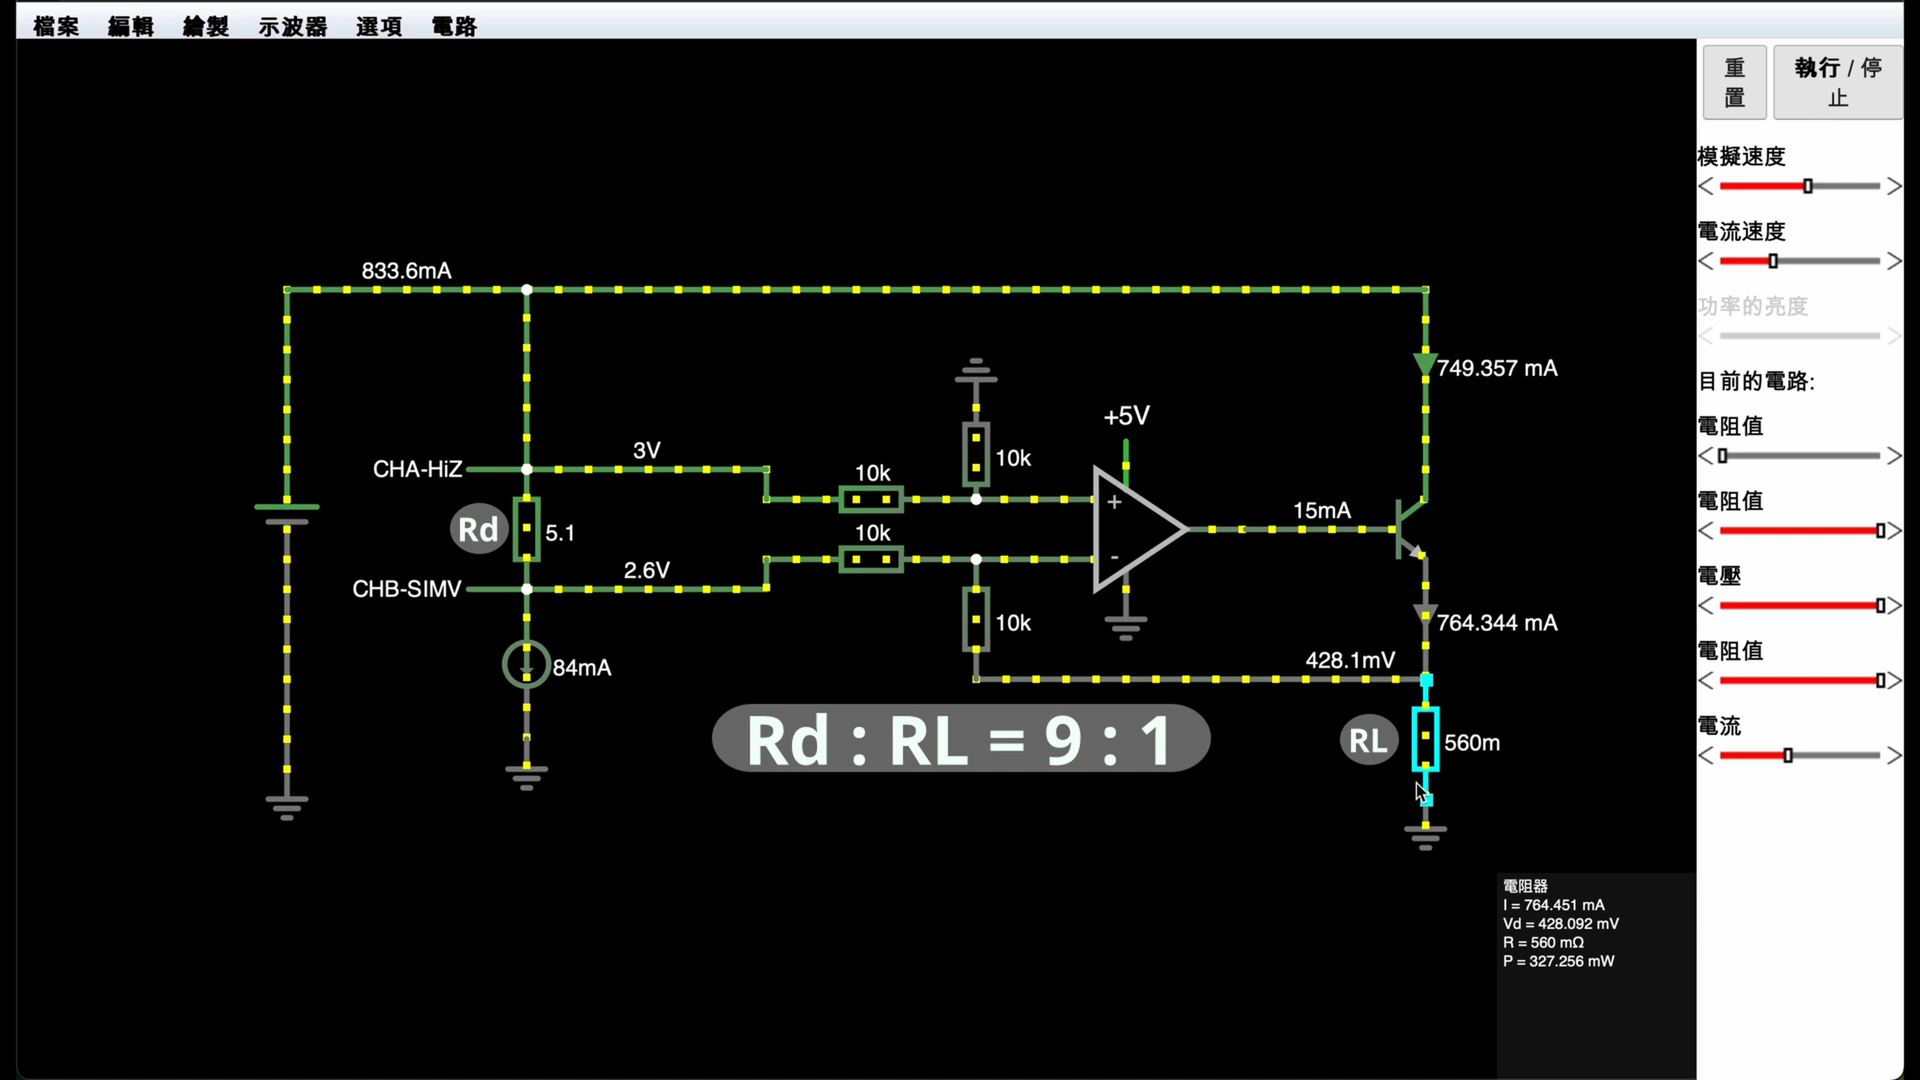 檔案 編輯 繪製 示波器 選項 電路
重置
執行 / 停止
模擬速度
電流速度
功率的亮度
目前的電路:
電阻值
電阻值
電壓
電阻值
電流
833.6mA
749.357 mA
+5V
CHA-HiZ
3V
10k
10k
15mA
Rd
5.1
10k
2.6V
CHB-SIMV
10k
764.344 mA
84mA
428.1mV
Rd : RL = 9 : 1
RL
560m
電阻器
I = 764.451 mA
Vd = 428.092 mV
R = 560 mΩ
P = 327.256 mW